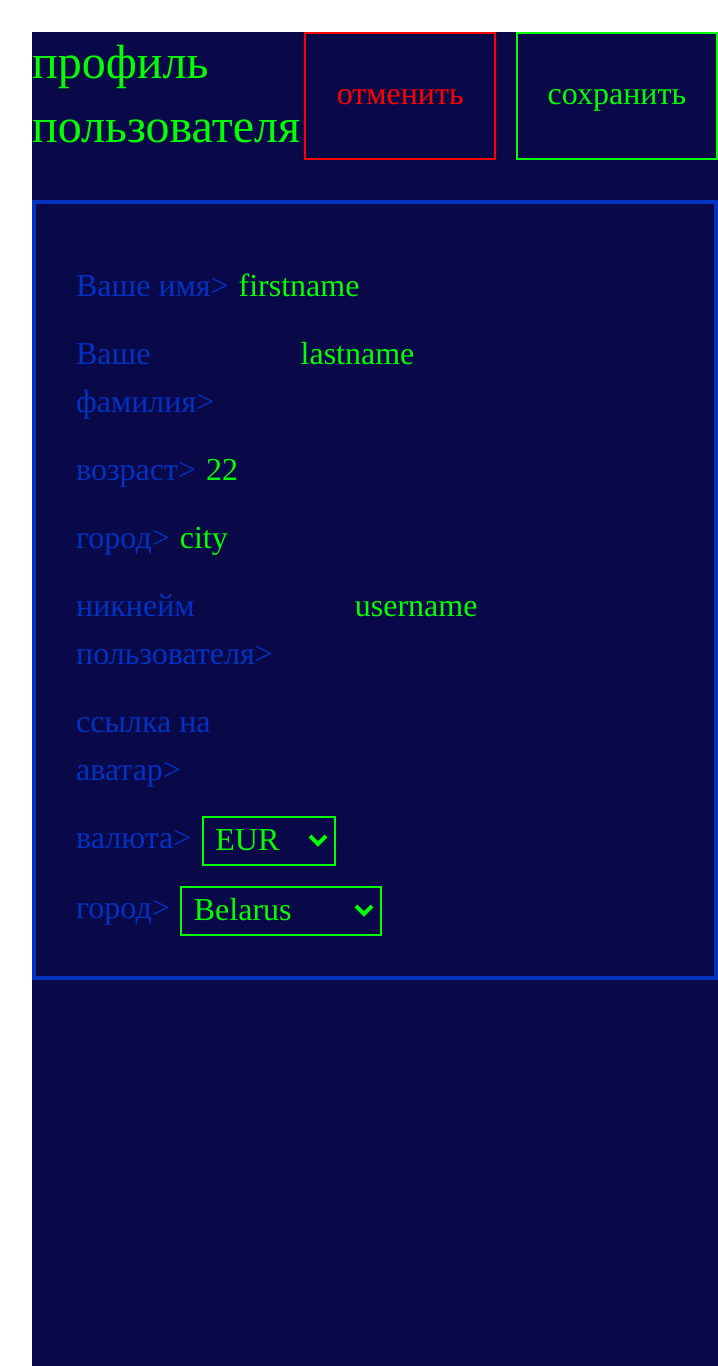 профиль
пользователя
отменить
сохранить
Ваше имя> firstname
Ваше lastname
фамилия>
возраст> 22
город> city
никнейм username
пользователя>
ссылка на
аватар>
валюта> EUR
город> Belarus